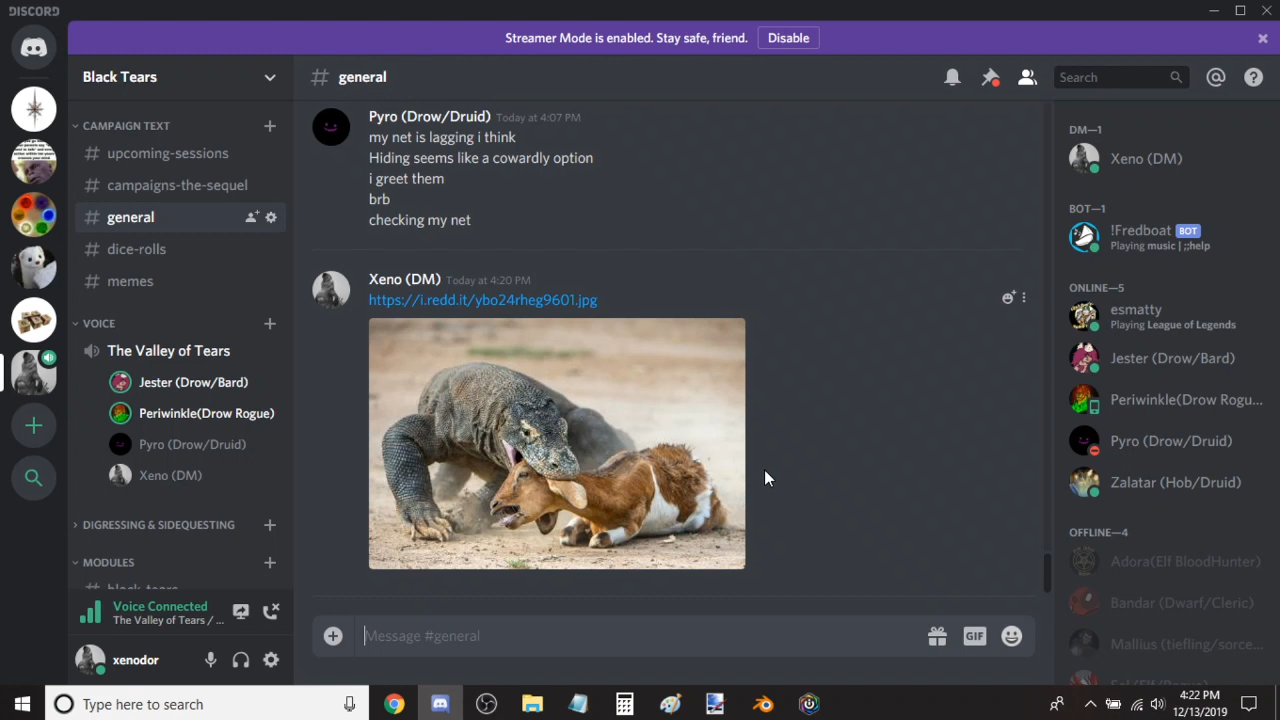 DISCORD
Streamer Mode is enabled. Stay safe, friend.
Disable
Black Tears
CAMPAIGN TEXT
# upcoming-sessions
# campaigns-the-sequel
# general
# dice-rolls
# memes
VOICE
The Valley of Tears
Jester (Drow/Bard)
Periwinkle(Drow Rogue)
Pyro (Drow/Druid)
Xeno (DM)
DIGRESSING & SIDEQUESTING
MODULES
# black-tears
Voice Connected
The Valley of Tears / ...
xenodor
# general
Search
Pyro (Drow/Druid) Today at 4:07 PM
my net is lagging i think
Hiding seems like a cowardly option
i greet them
brb
checking my net
Xeno (DM) Today at 4:20 PM
https://i.redd.it/ybo24rheg9601.jpg
Message #general
GIF
DM—1
Xeno (DM)
BOT—1
!Fredboat BOT
Playing music | ;;help
ONLINE—5
esmatty
Playing League of Legends
Jester (Drow/Bard)
Periwinkle(Drow Rogu...
Pyro (Drow/Druid)
Zalatar (Hob/Druid)
OFFLINE—4
Adora(Elf BloodHunter)
Bandar (Dwarf/Cleric)
Mallius (tiefling/sorce...
Type here to search
4:22 PM
12/13/2019